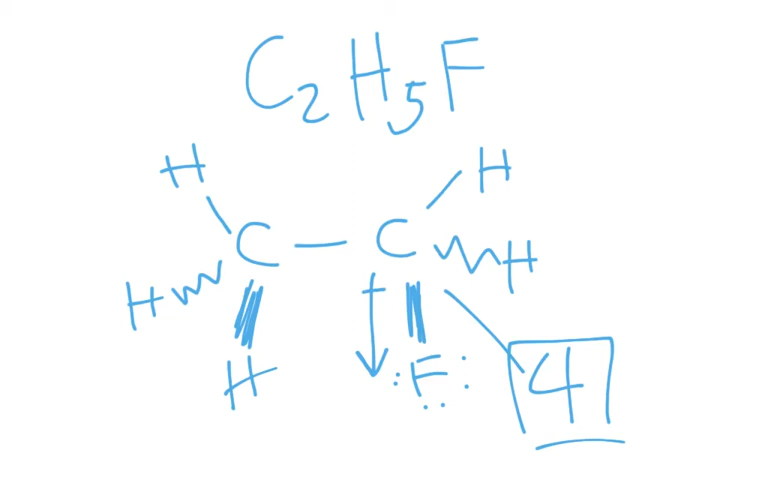 C₂H₅F
H H
C — C
H H
H :F: 4